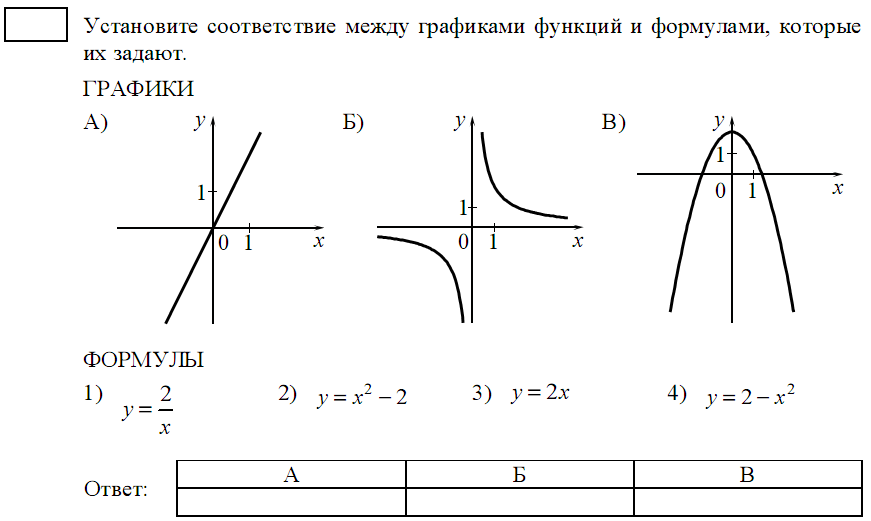 Установите соответствие между графиками функций и формулами, которые
их задают.
ГРАФИКИ
А) Б) В)
y 1 0 1 x
y 1 0 1 x
y 1 0 1 x
ФОРМУЛЫ
1) y = 2/x 2) y = x² − 2 3) y = 2x 4) y = 2 − x²
Ответ:
А Б В